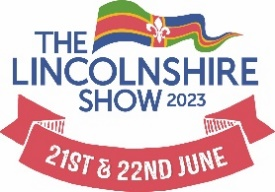 THE
LINCOLNSHIRE
SHOW 2023
21ST & 22ND JUNE